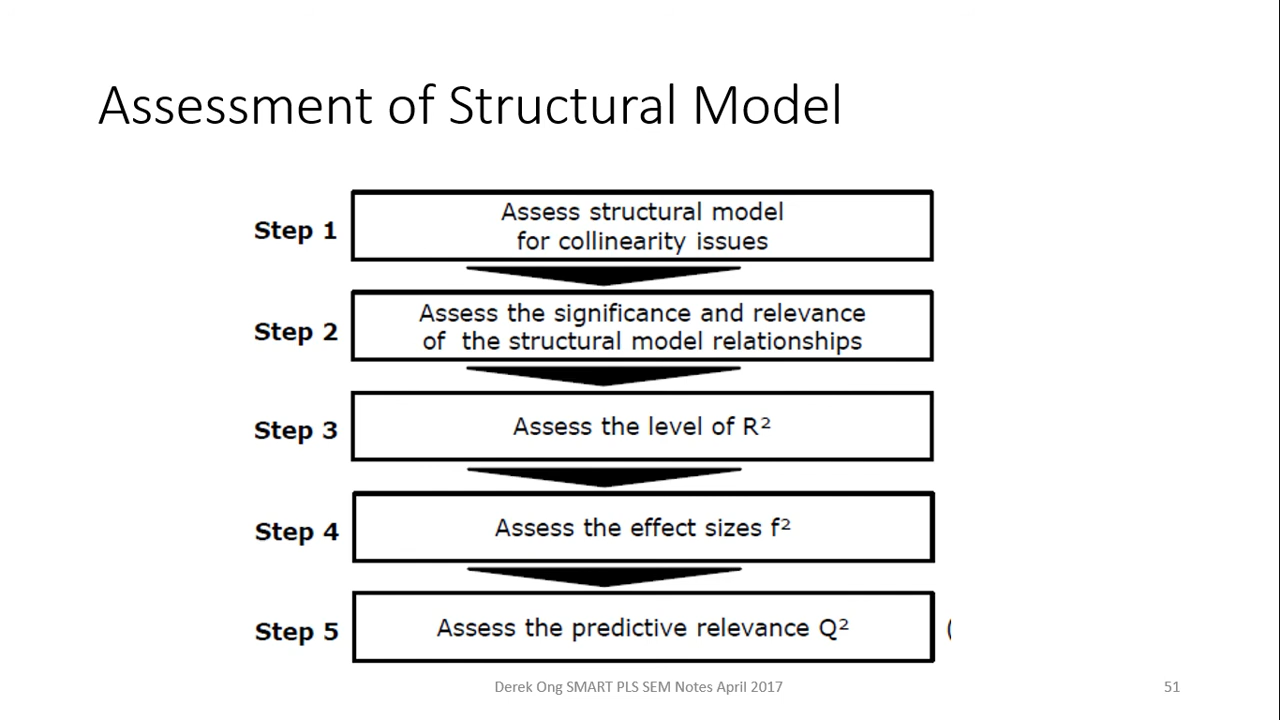 Assessment of Structural Model
Step 1
Assess structural model
for collinearity issues
Step 2
Assess the significance and relevance
of the structural model relationships
Step 3
Assess the level of R²
Step 4
Assess the effect sizes f²
Step 5
Assess the predictive relevance Q²
(
Derek Ong SMART PLS SEM Notes April 2017
51